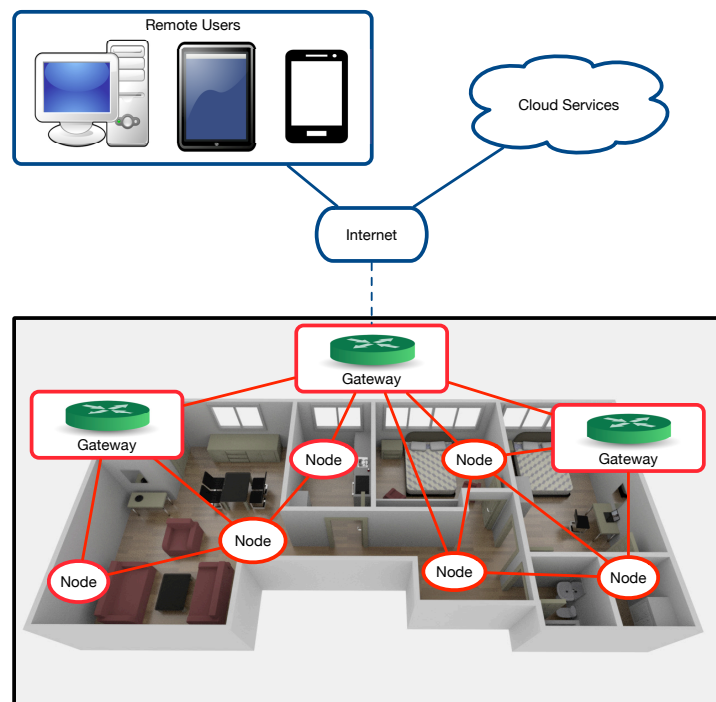 Remote Users
Cloud Services
Internet
Gateway
Gateway
Gateway
Node
Node
Node
Node
Node
Node